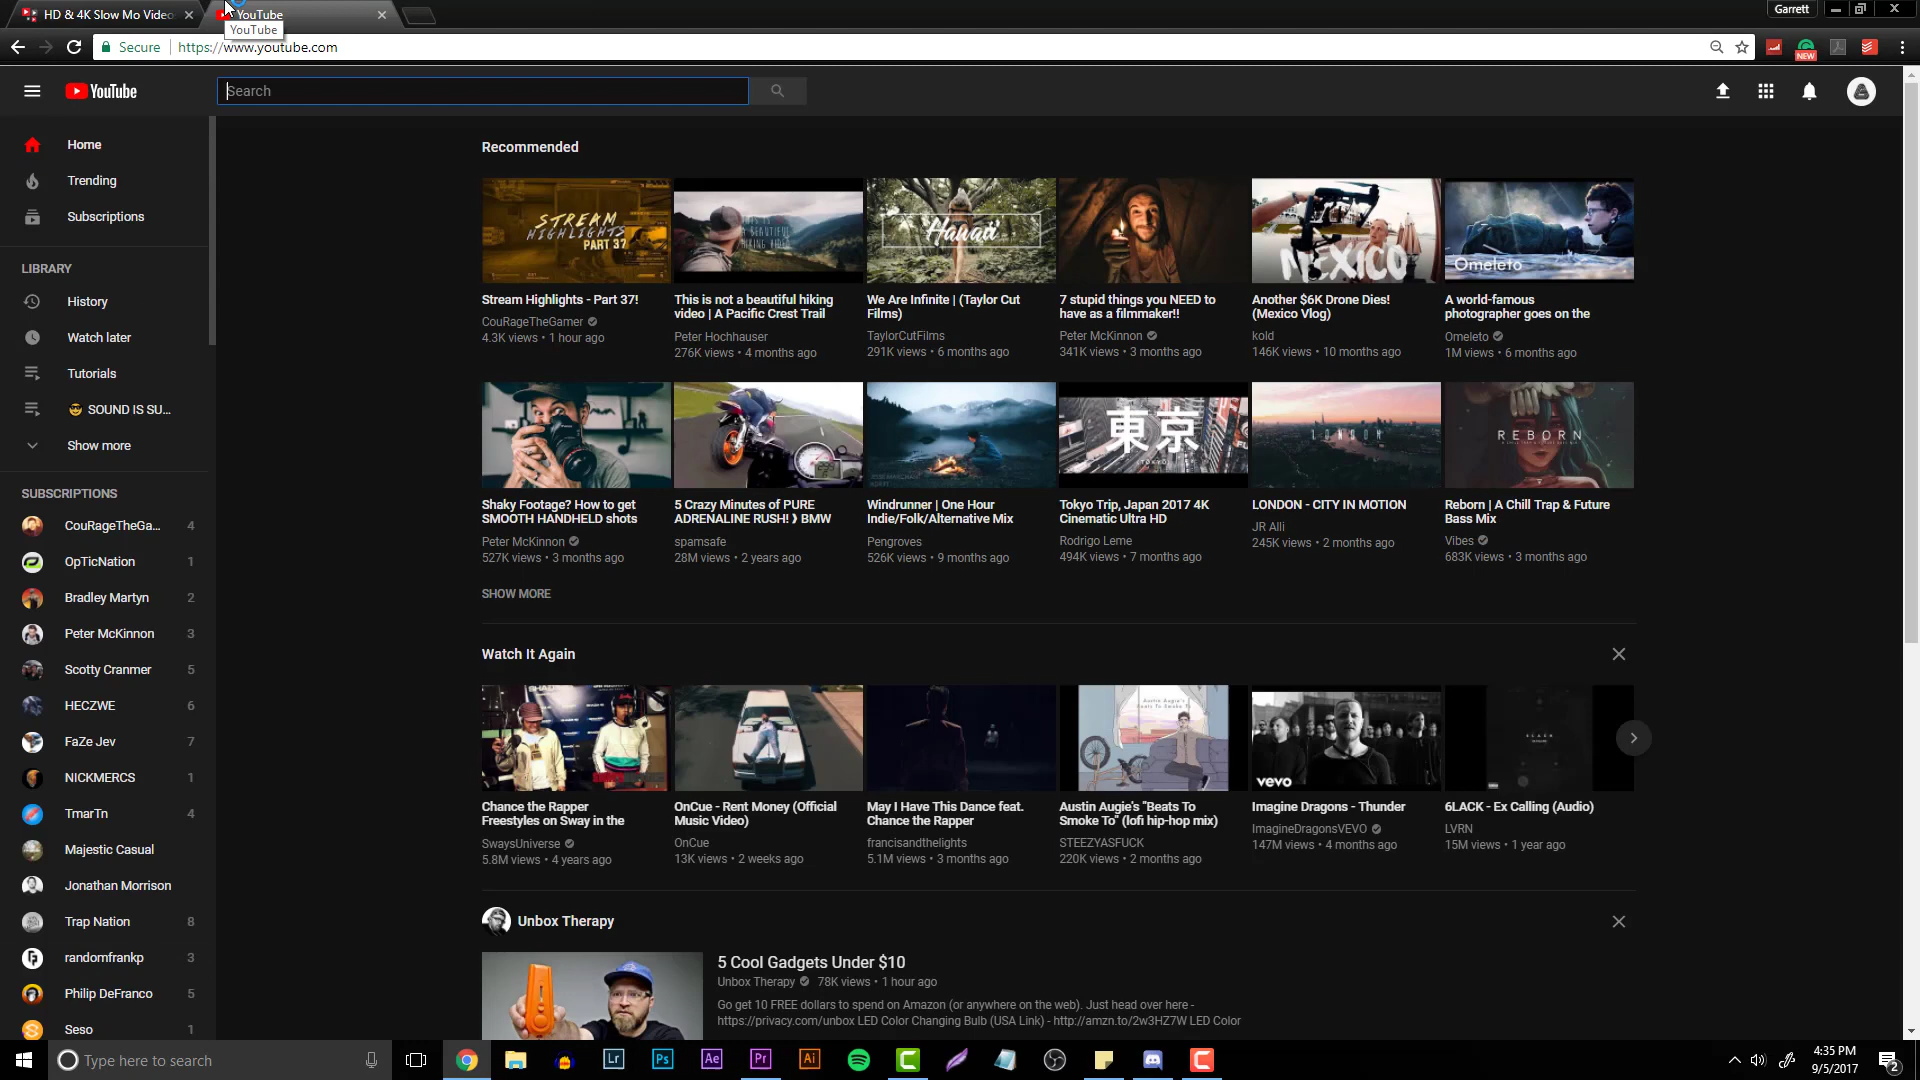 HD & 4K Slow Mo Video
YouTube
Garrett
YouTube
Secure
https://www.youtube.com
NEW
YouTube
Search
Home
Trending
Subscriptions
LIBRARY
History
Watch later
Tutorials
😎 SOUND IS SU...
Show more
SUBSCRIPTIONS
CouRageTheGa... 4
OpTicNation 1
Bradley Martyn 2
Peter McKinnon 3
Scotty Cranmer 5
HECZWE 6
FaZe Jev 7
NICKMERCS 1
TmarTn 4
Majestic Casual
Jonathan Morrison
Trap Nation 8
randomfrankp 3
Philip DeFranco 5
Seso 1
Recommended
STREAM
HIGHLIGHTS
PART 37
Hawaii
MEXICO
Omeleto
Stream Highlights - Part 37!
CouRageTheGamer
4.3K views • 1 hour ago
This is not a beautiful hiking
video | A Pacific Crest Trail
Peter Hochhauser
276K views • 4 months ago
We Are Infinite | (Taylor Cut
Films)
TaylorCutFilms
291K views • 6 months ago
7 stupid things you NEED to
have as a filmmaker!!
Peter McKinnon
341K views • 3 months ago
Another $6K Drone Dies!
(Mexico Vlog)
kold
146K views • 10 months ago
A world-famous
photographer goes on the
Omeleto
1M views • 6 months ago
東京
(TOKYO)
LONDON
REBORN
Shaky Footage? How to get
SMOOTH HANDHELD shots
Peter McKinnon
527K views • 3 months ago
5 Crazy Minutes of PURE
ADRENALINE RUSH! ⟫ BMW
spamsafe
28M views • 2 years ago
Windrunner | One Hour
Indie/Folk/Alternative Mix
Pengroves
526K views • 9 months ago
Tokyo Trip, Japan 2017 4K
Cinematic Ultra HD
Rodrigo Leme
494K views • 7 months ago
LONDON - CITY IN MOTION
JR Alli
245K views • 2 months ago
Reborn | A Chill Trap & Future
Bass Mix
Vibes
683K views • 3 months ago
SHOW MORE
Watch It Again
Austin Augie's
Beats To Smoke To
vevo
6LACK
Chance the Rapper
Freestyles on Sway in the
SwaysUniverse
5.8M views • 4 years ago
OnCue - Rent Money (Official
Music Video)
OnCue
13K views • 2 weeks ago
May I Have This Dance feat.
Chance the Rapper
francisandthelights
5.1M views • 3 months ago
Austin Augie's "Beats To
Smoke To" (lofi hip-hop mix)
STEEZYASFUCK
220K views • 2 months ago
Imagine Dragons - Thunder
ImagineDragonsVEVO
147M views • 4 months ago
6LACK - Ex Calling (Audio)
LVRN
15M views • 1 year ago
Unbox Therapy
5 Cool Gadgets Under $10
Unbox Therapy 78K views • 1 hour ago
Go get 10 FREE dollars to spend on Amazon (or anywhere on the web). Just head over here -
https://privacy.com/unbox LED Color Changing Bulb (USA Link) - http://amzn.to/2w3HZ7W LED Color
Type here to search
Lr
Ps
Ae
Pr
Ai
4:35 PM
9/5/2017
2